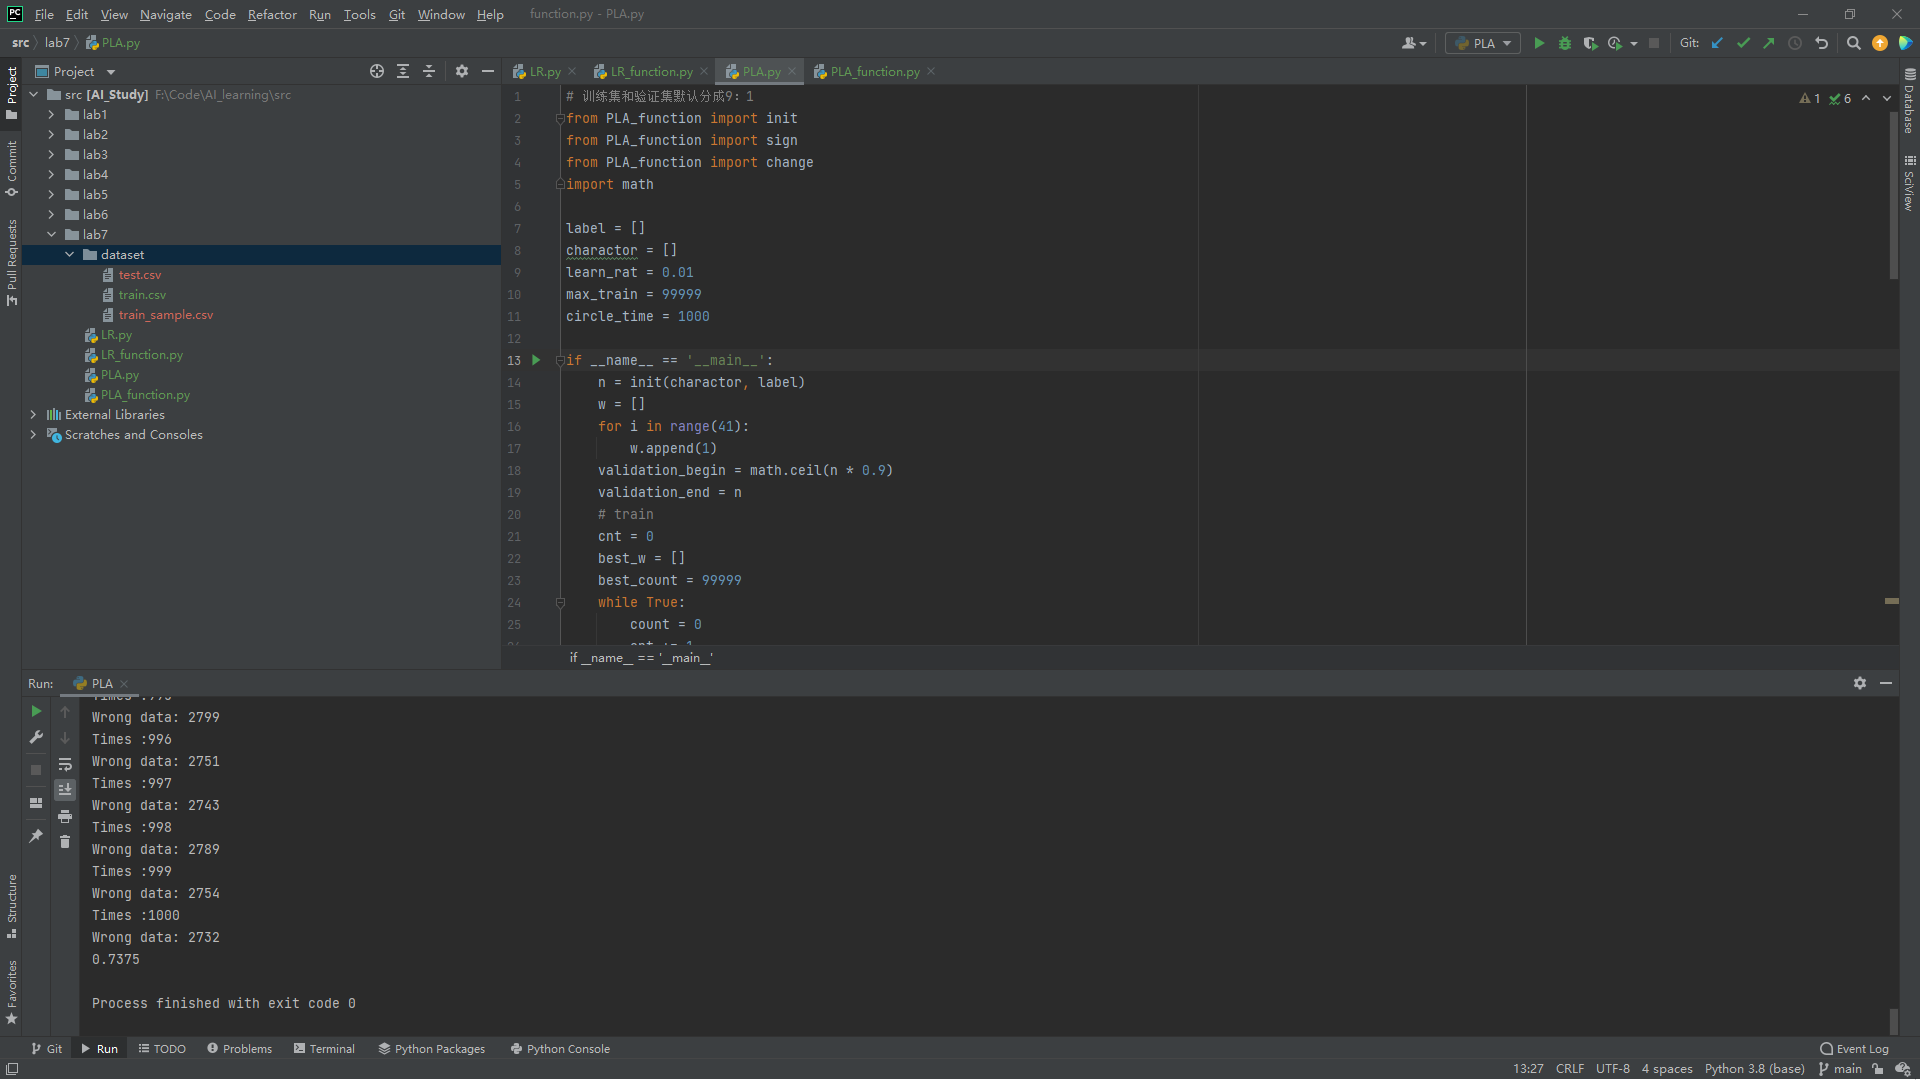 File Edit View Navigate Code Refactor Run Tools Git Window Help function.py - PLA.py
src lab7 PLA.py
PLA
Git:
Project
LR.py
LR_function.py
PLA.py
PLA_function.py
src [AI_Study] F:\Code\AI_learning\src
lab1
lab2
lab3
lab4
lab5
lab6
lab7
dataset
test.csv
train.csv
train_sample.csv
LR.py
LR_function.py
PLA.py
PLA_function.py
External Libraries
Scratches and Consoles
Project
Commit
Pull Requests
Structure
Favorites
Database
SciView
1 6
1 # 训练集和验证集默认分成9：1
2 from PLA_function import init
3 from PLA_function import sign
4 from PLA_function import change
5 import math
6
7 label = []
8 charactor = []
9 learn_rat = 0.01
10 max_train = 99999
11 circle_time = 1000
12
13 if __name__ == '__main__':
14 n = init(charactor, label)
15 w = []
16 for i in range(41):
17 w.append(1)
18 validation_begin = math.ceil(n * 0.9)
19 validation_end = n
20 # train
21 cnt = 0
22 best_w = []
23 best_count = 99999
24 while True:
25 count = 0
if __name__ == '__main__'
Run: PLA
Wrong data: 2799
Times :996
Wrong data: 2751
Times :997
Wrong data: 2743
Times :998
Wrong data: 2789
Times :999
Wrong data: 2754
Times :1000
Wrong data: 2732
0.7375
Process finished with exit code 0
Git Run TODO Problems Terminal Python Packages Python Console Event Log
13:27 CRLF UTF-8 4 spaces Python 3.8 (base) main